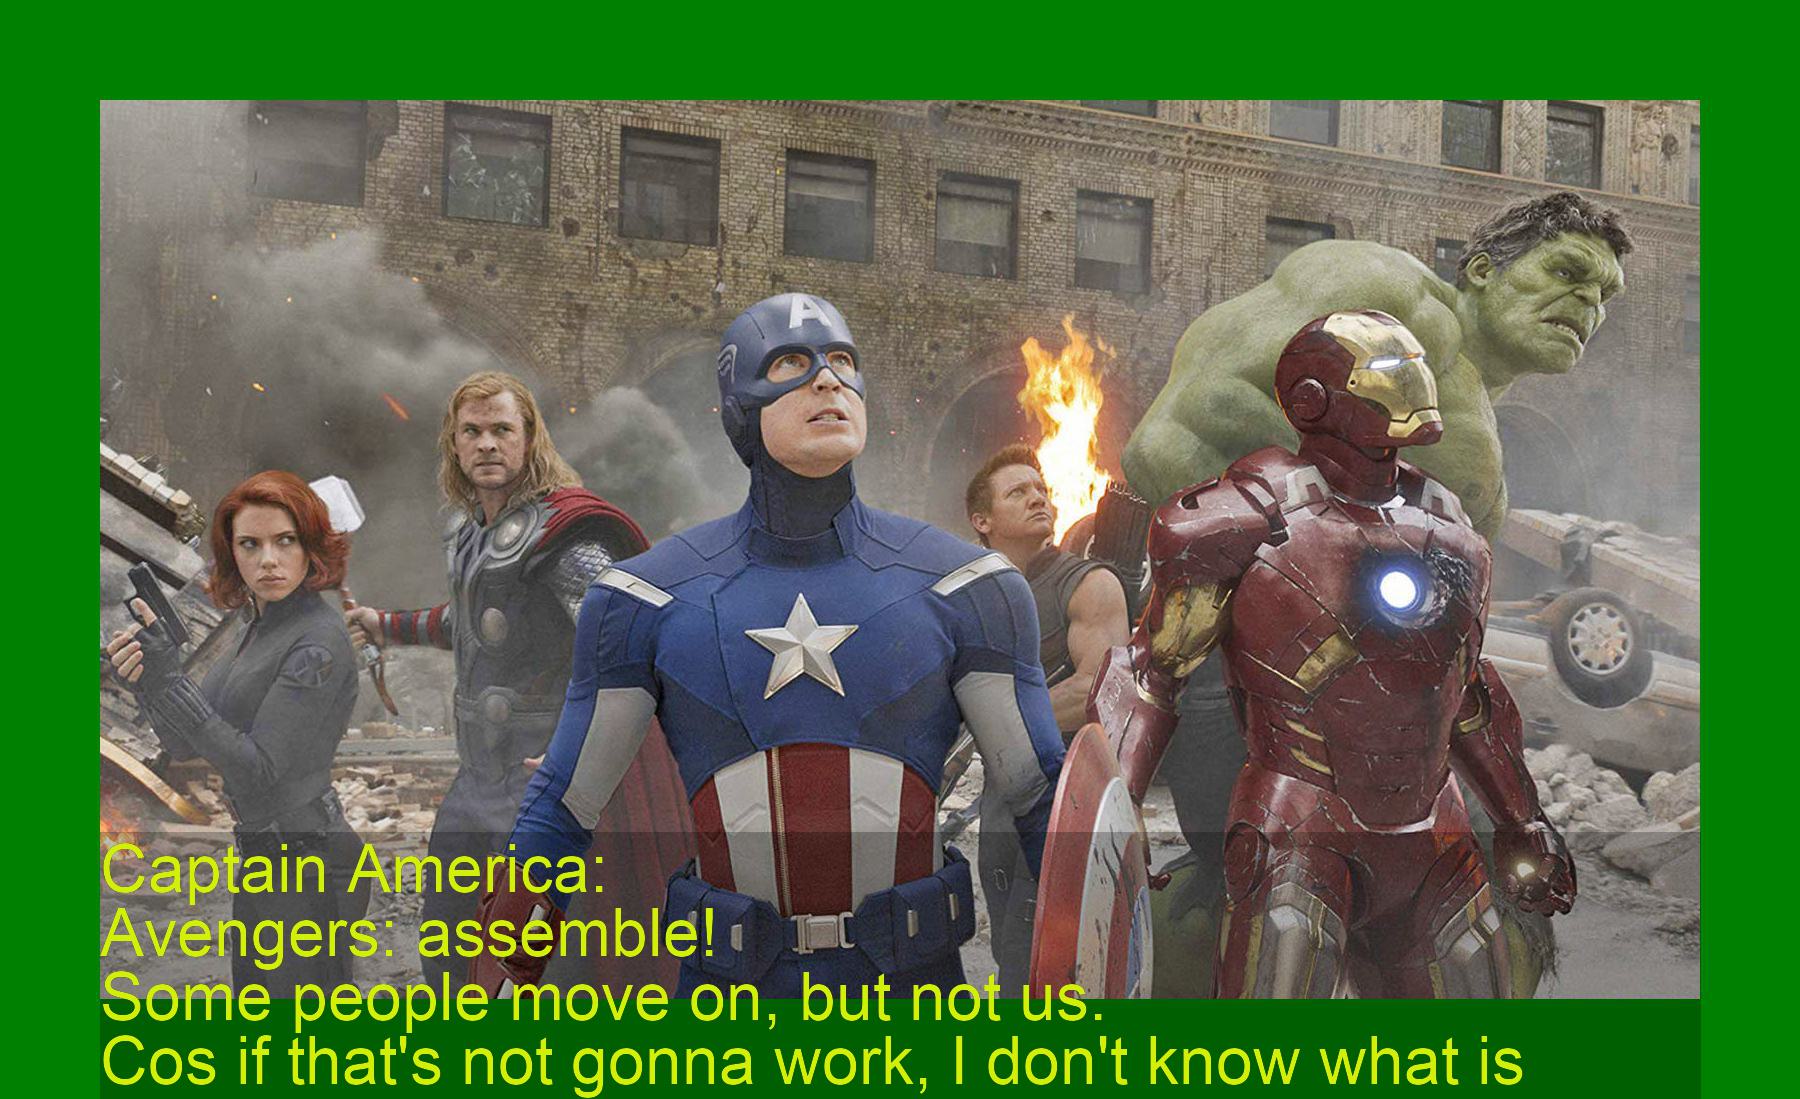 A
Captain America:
Avengers: assemble!
Some people move on, but not us.
Cos if that's not gonna work, I don't know what is